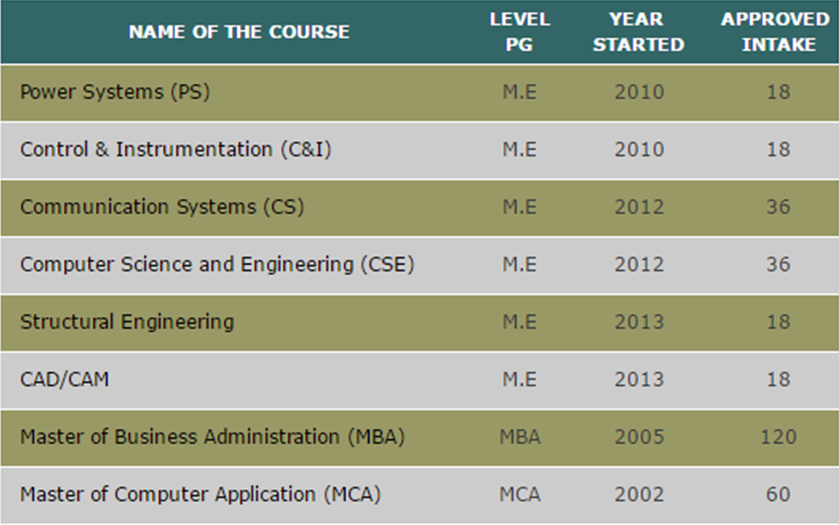 NAME OF THE COURSE LEVEL PG YEAR STARTED APPROVED INTAKE
Power Systems (PS) M.E 2010 18
Control & Instrumentation (C&I) M.E 2010 18
Communication Systems (CS) M.E 2012 36
Computer Science and Engineering (CSE) M.E 2012 36
Structural Engineering M.E 2013 18
CAD/CAM M.E 2013 18
Master of Business Administration (MBA) MBA 2005 120
Master of Computer Application (MCA) MCA 2002 60